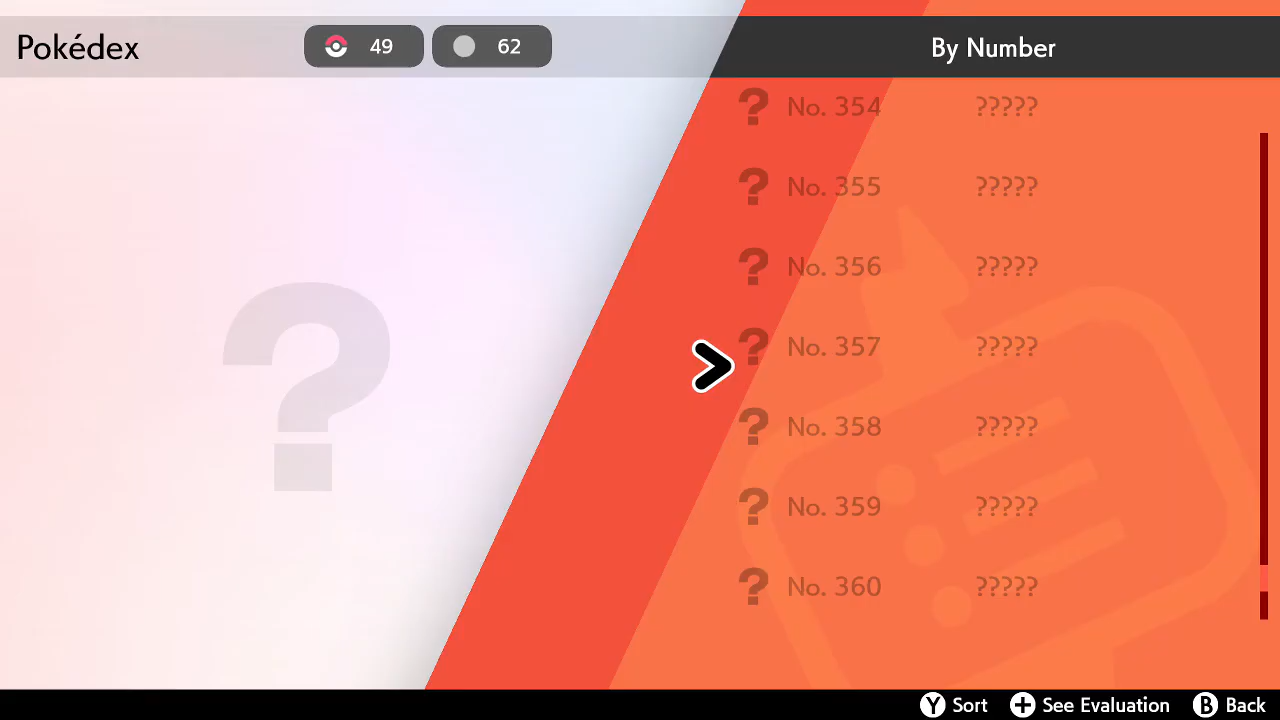 Pokédex
49
62
By Number
No. 354 ?????
No. 355 ?????
No. 356 ?????
No. 357 ?????
No. 358 ?????
No. 359 ?????
No. 360 ?????
Y Sort + See Evaluation B Back